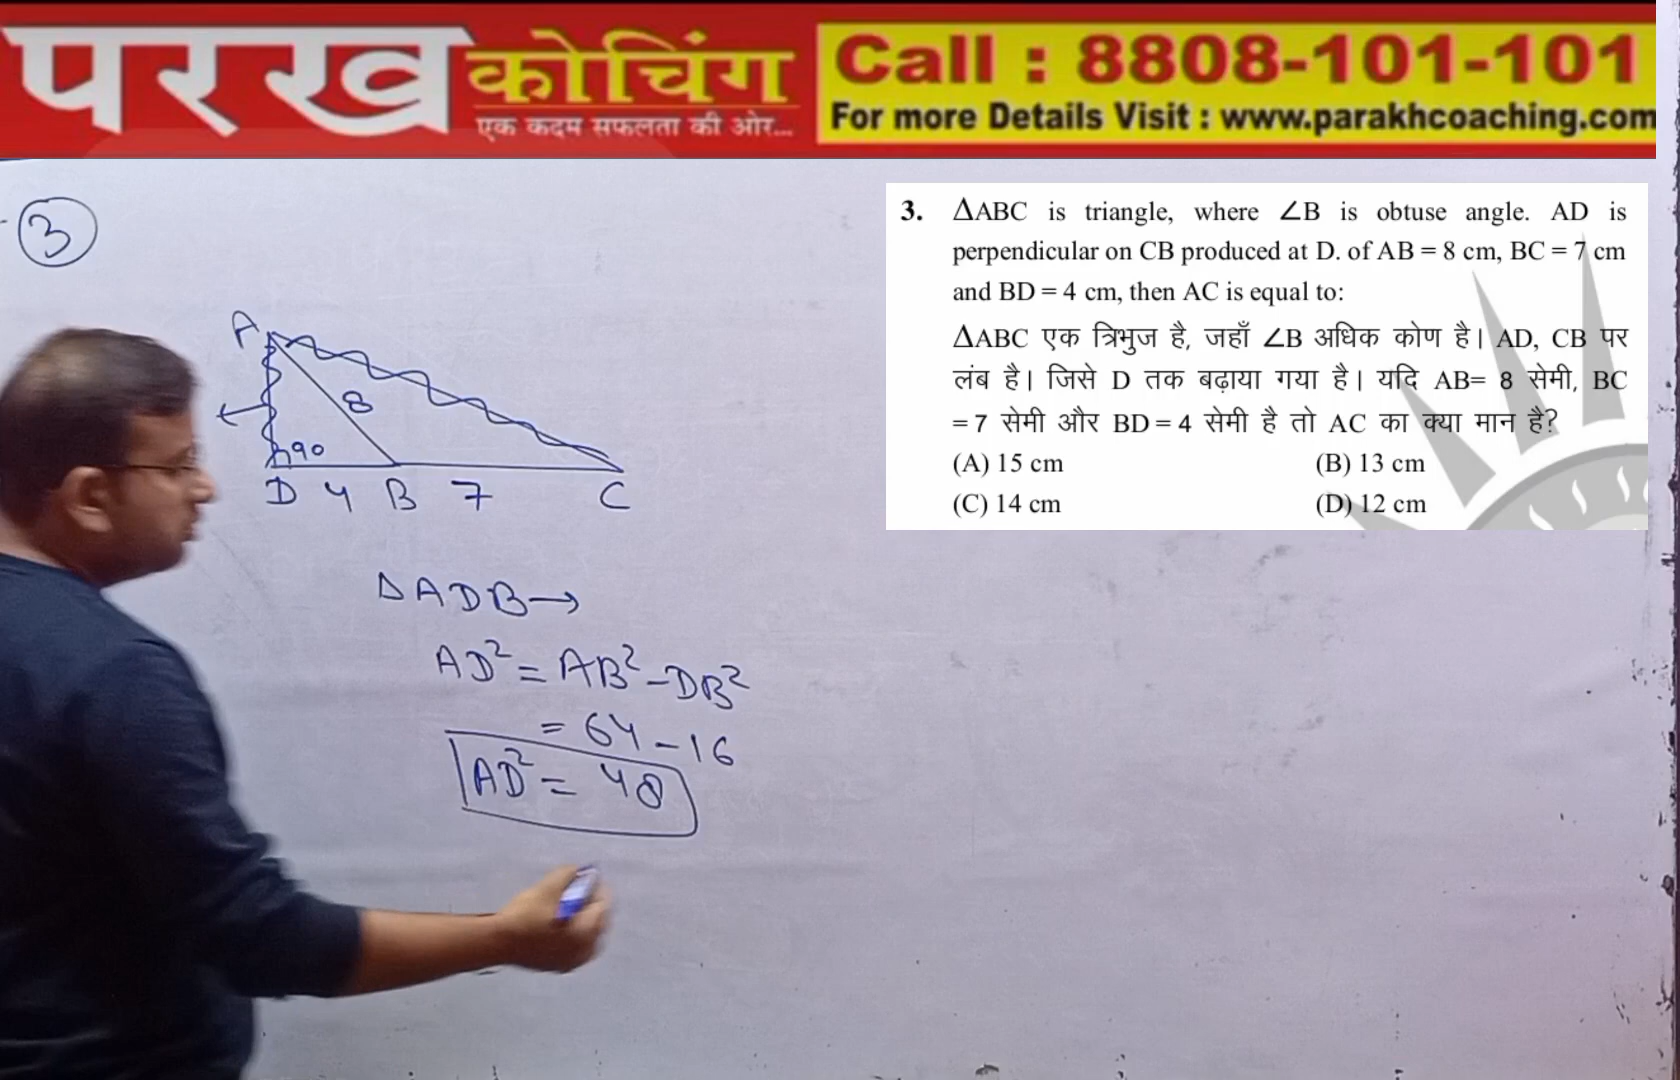 परख कोचिंग
एक कदम सफलता की ओर...
Call : 8808-101-101
For more Details Visit : www.parakhcoaching.com
3
A
8
90
D 4 B 7 C
∆ADB→
AD² = AB² - DB²
= 64 - 16
AD² = 48
3. ∆ABC is triangle, where ∠B is obtuse angle. AD is
perpendicular on CB produced at D. of AB = 8 cm, BC = 7 cm
and BD = 4 cm, then AC is equal to:
∆ABC एक त्रिभुज है, जहाँ ∠B अधिक कोण है। AD, CB पर
लंब है। जिसे D तक बढ़ाया गया है। यदि AB= 8 सेमी, BC
= 7 सेमी और BD = 4 सेमी है तो AC का क्या मान है?
(A) 15 cm (B) 13 cm
(C) 14 cm (D) 12 cm